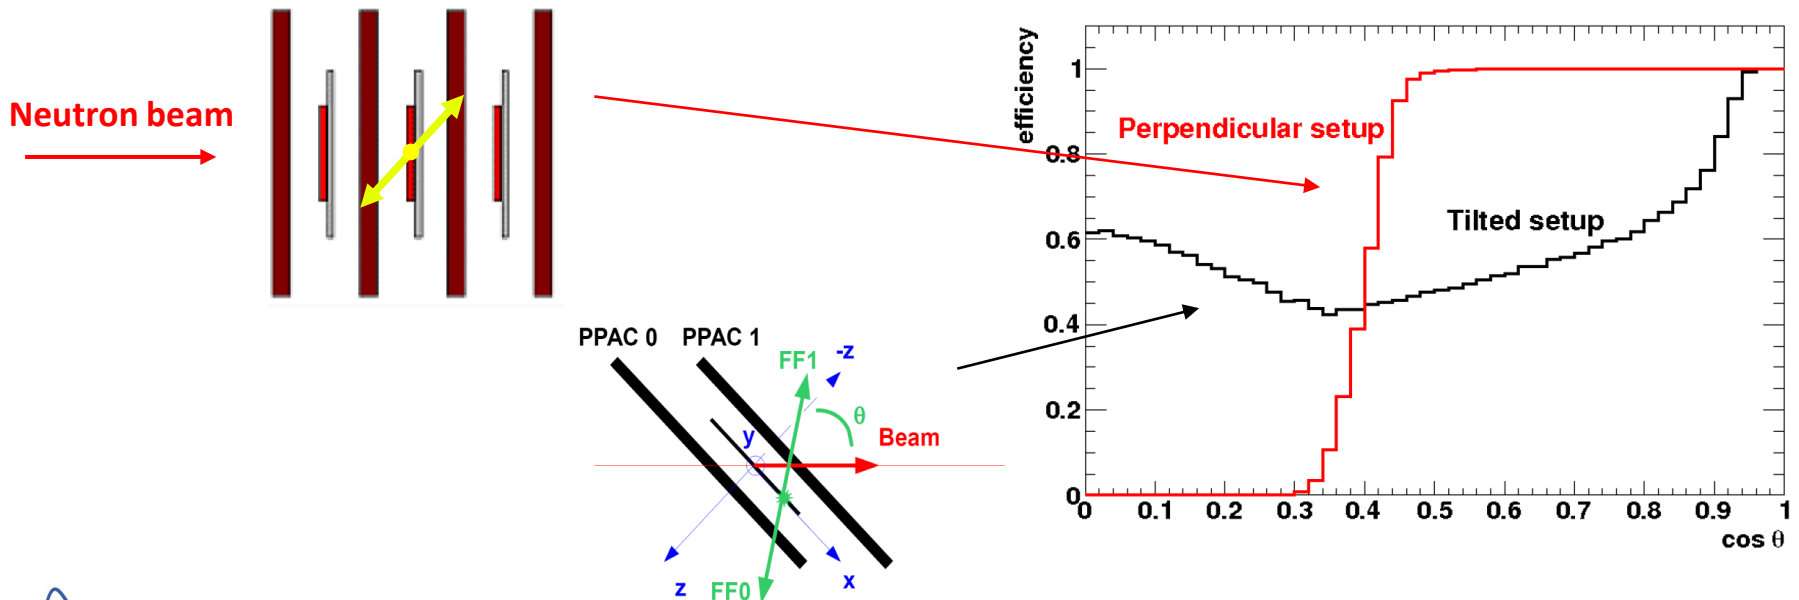 Neutron beam
PPAC 0
PPAC 1
FF1
-z
θ
y
Beam
z
FF0
x
efficiency
Perpendicular setup
Tilted setup
1
0.8
0.6
0.4
0.2
0
0 0.1 0.2 0.3 0.4 0.5 0.6 0.7 0.8 0.9 1
cos θ